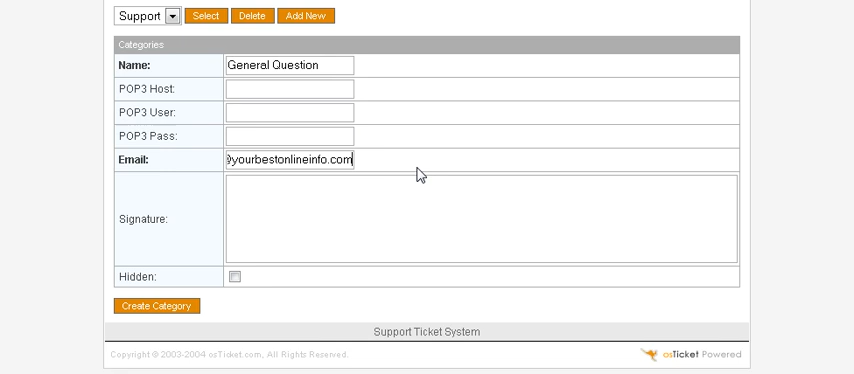 Support Select Delete Add New
Categories
Name: General Question
POP3 Host:
POP3 User:
POP3 Pass:
Email: @yourbestonlineinfo.com
Signature:
Hidden:
Create Category
Support Ticket System
Copyright © 2003-2004 osTicket.com, All Rights Reserved. osTicket Powered